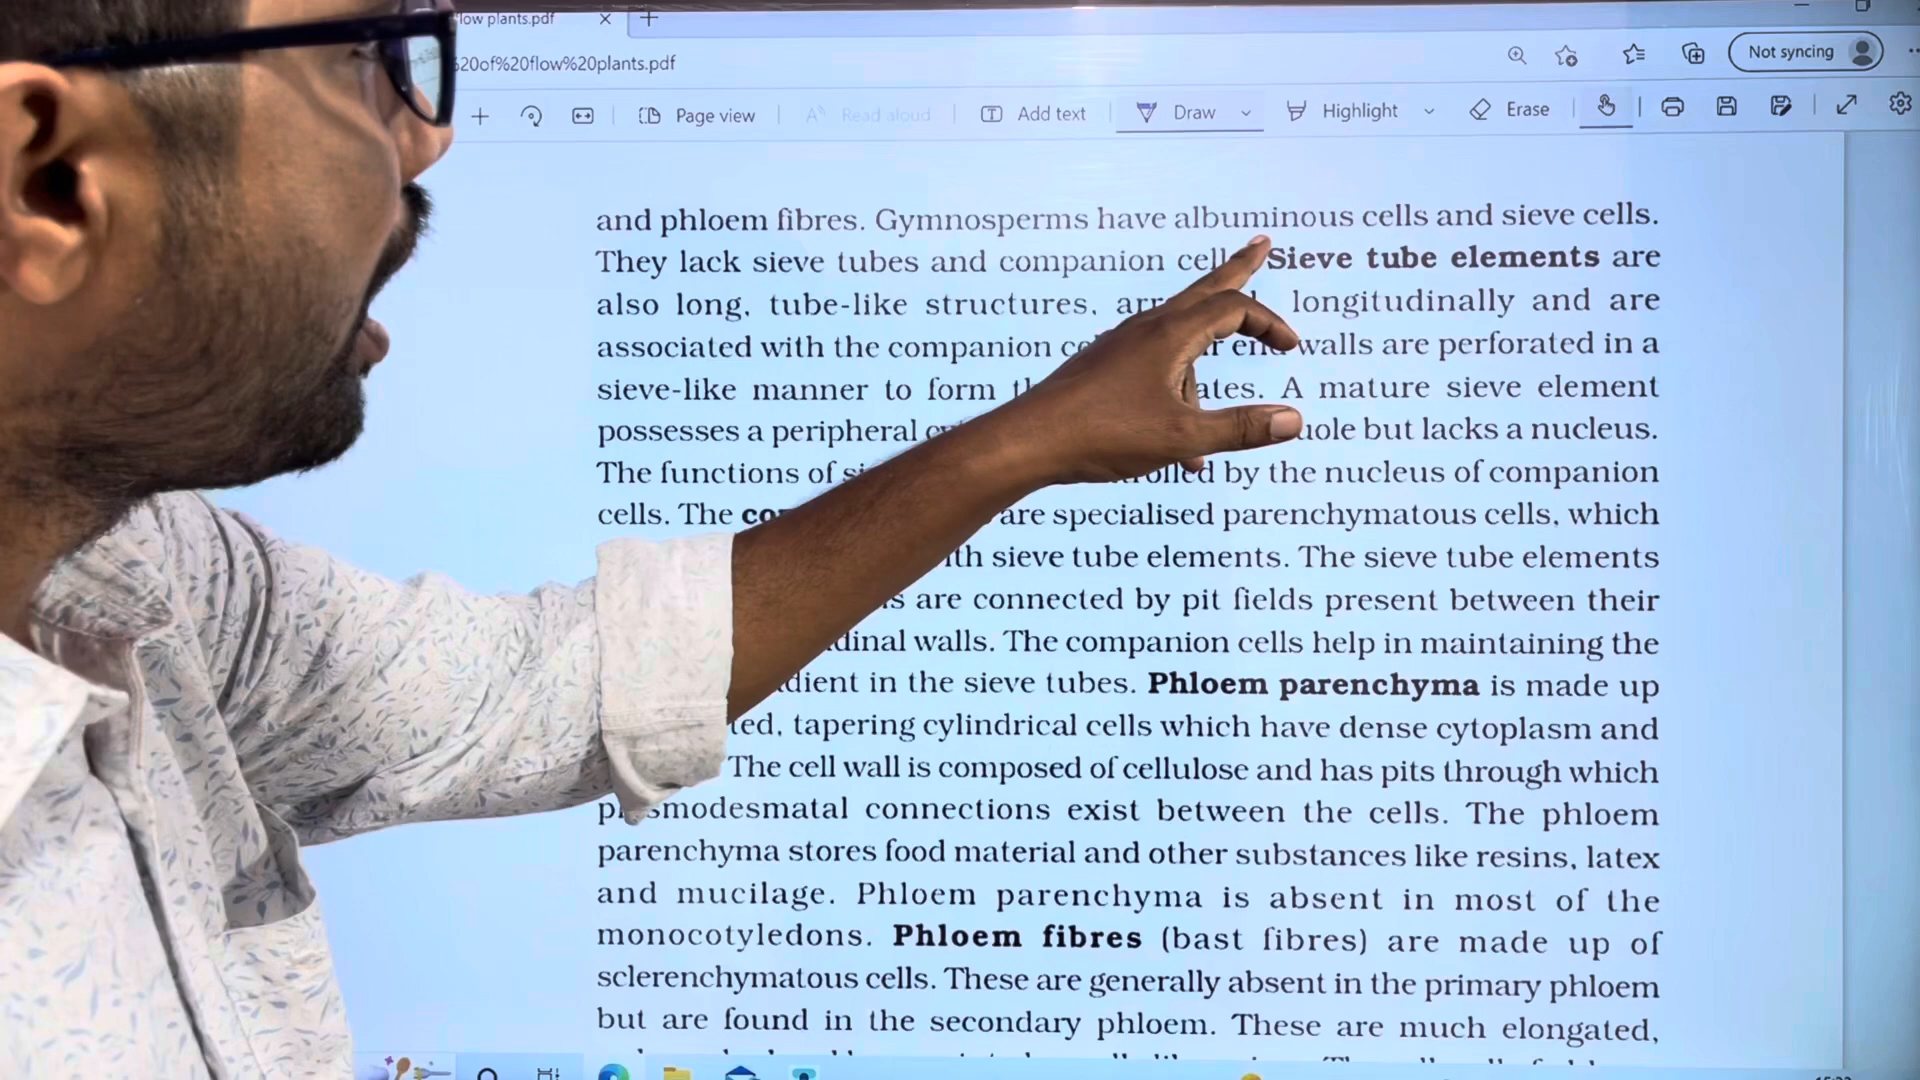 low plants.pdf
%20of%20flow%20plants.pdf
Not syncing
Page view
Read aloud
Add text
Draw
Highlight
Erase
and phloem fibres. Gymnosperms have albuminous cells and sieve cells.
They lack sieve tubes and companion Sieve tube elements are
also long, tube-like structures, longitudinally and are
associated with the companion walls are perforated in a
sieve-like manner to form A mature sieve element
possesses a peripheral but lacks a nucleus.
The functions of by the nucleus of companion
cells. The are specialised parenchymatous cells, which
sieve tube elements. The sieve tube elements
are connected by pit fields present between their
walls. The companion cells help in maintaining the
in the sieve tubes. Phloem parenchyma is made up
tapering cylindrical cells which have dense cytoplasm and
The cell wall is composed of cellulose and has pits through which
plasmodesmatal connections exist between the cells. The phloem
parenchyma stores food material and other substances like resins, latex
and mucilage. Phloem parenchyma is absent in most of the
monocotyledons. Phloem fibres (bast fibres) are made up of
sclerenchymatous cells. These are generally absent in the primary phloem
but are found in the secondary phloem. These are much elongated,